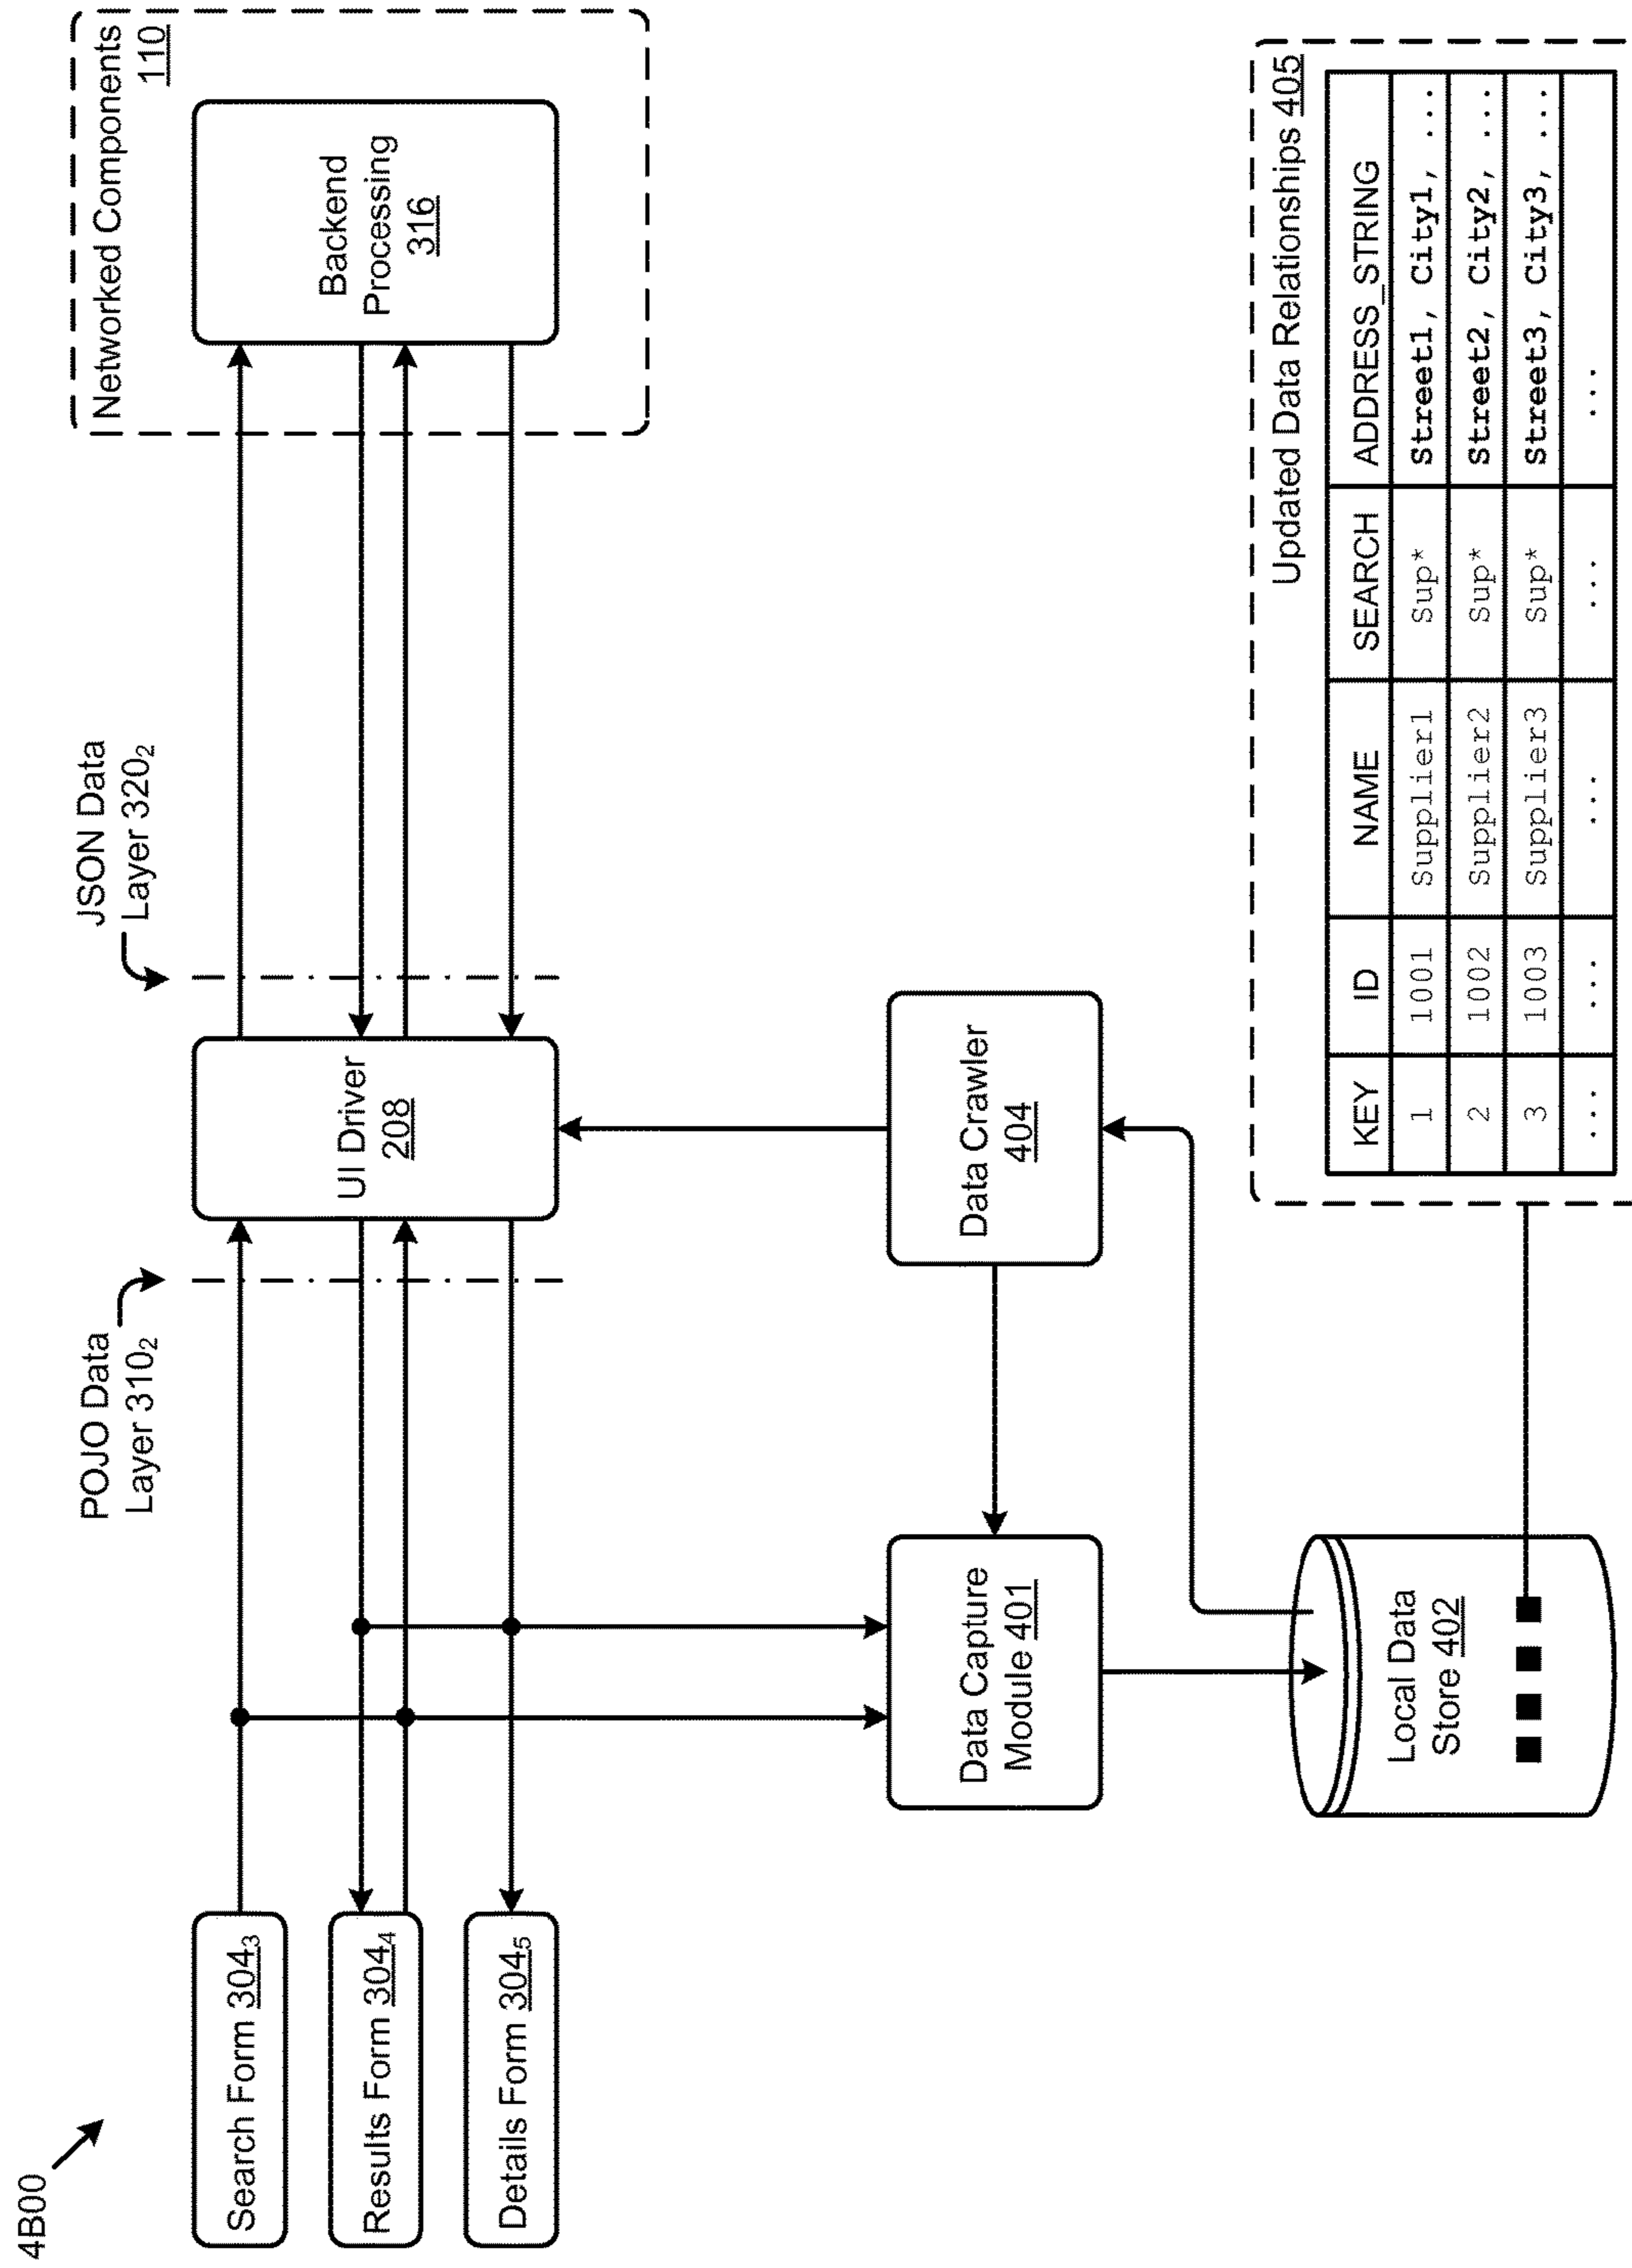 4B00
POJO Data
Layer 310₂
JSON Data
Layer 320₂
Networked Components
110
Search Form 304₃
Results Form 304₄
Details Form 304₅
UI Driver
208
Backend
Processing
316
Data Capture
Module 401
Data Crawler
404
Local Data
Store 402
Updated Data Relationships 405
KEY ID NAME SEARCH ADDRESS_STRING
1 1001 Supplier1 Sup* Street1, City1, ...
2 1002 Supplier2 Sup* Street2, City2, ...
3 1003 Supplier3 Sup* Street3, City3, ...
... ... ... ... ...